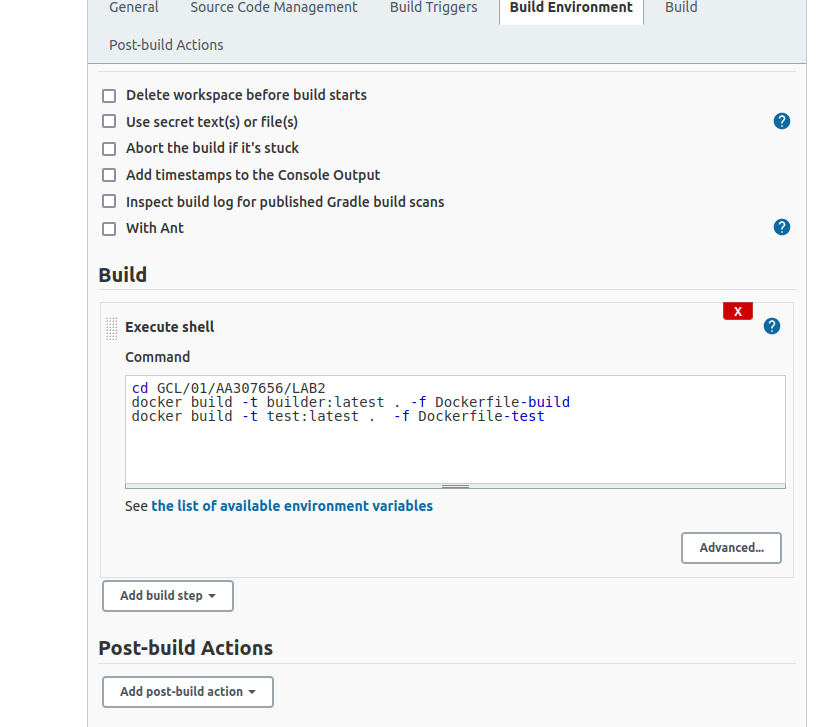 General Source Code Management Build Triggers Build Environment Build
Post-build Actions
Delete workspace before build starts
Use secret text(s) or file(s)
?
Abort the build if it's stuck
Add timestamps to the Console Output
Inspect build log for published Gradle build scans
With Ant
?
Build
X
Execute shell
?
Command
cd GCL/01/AA307656/LAB2
docker build -t builder:latest . -f Dockerfile-build
docker build -t test:latest .  -f Dockerfile-test
See the list of available environment variables
Advanced...
Add build step
Post-build Actions
Add post-build action